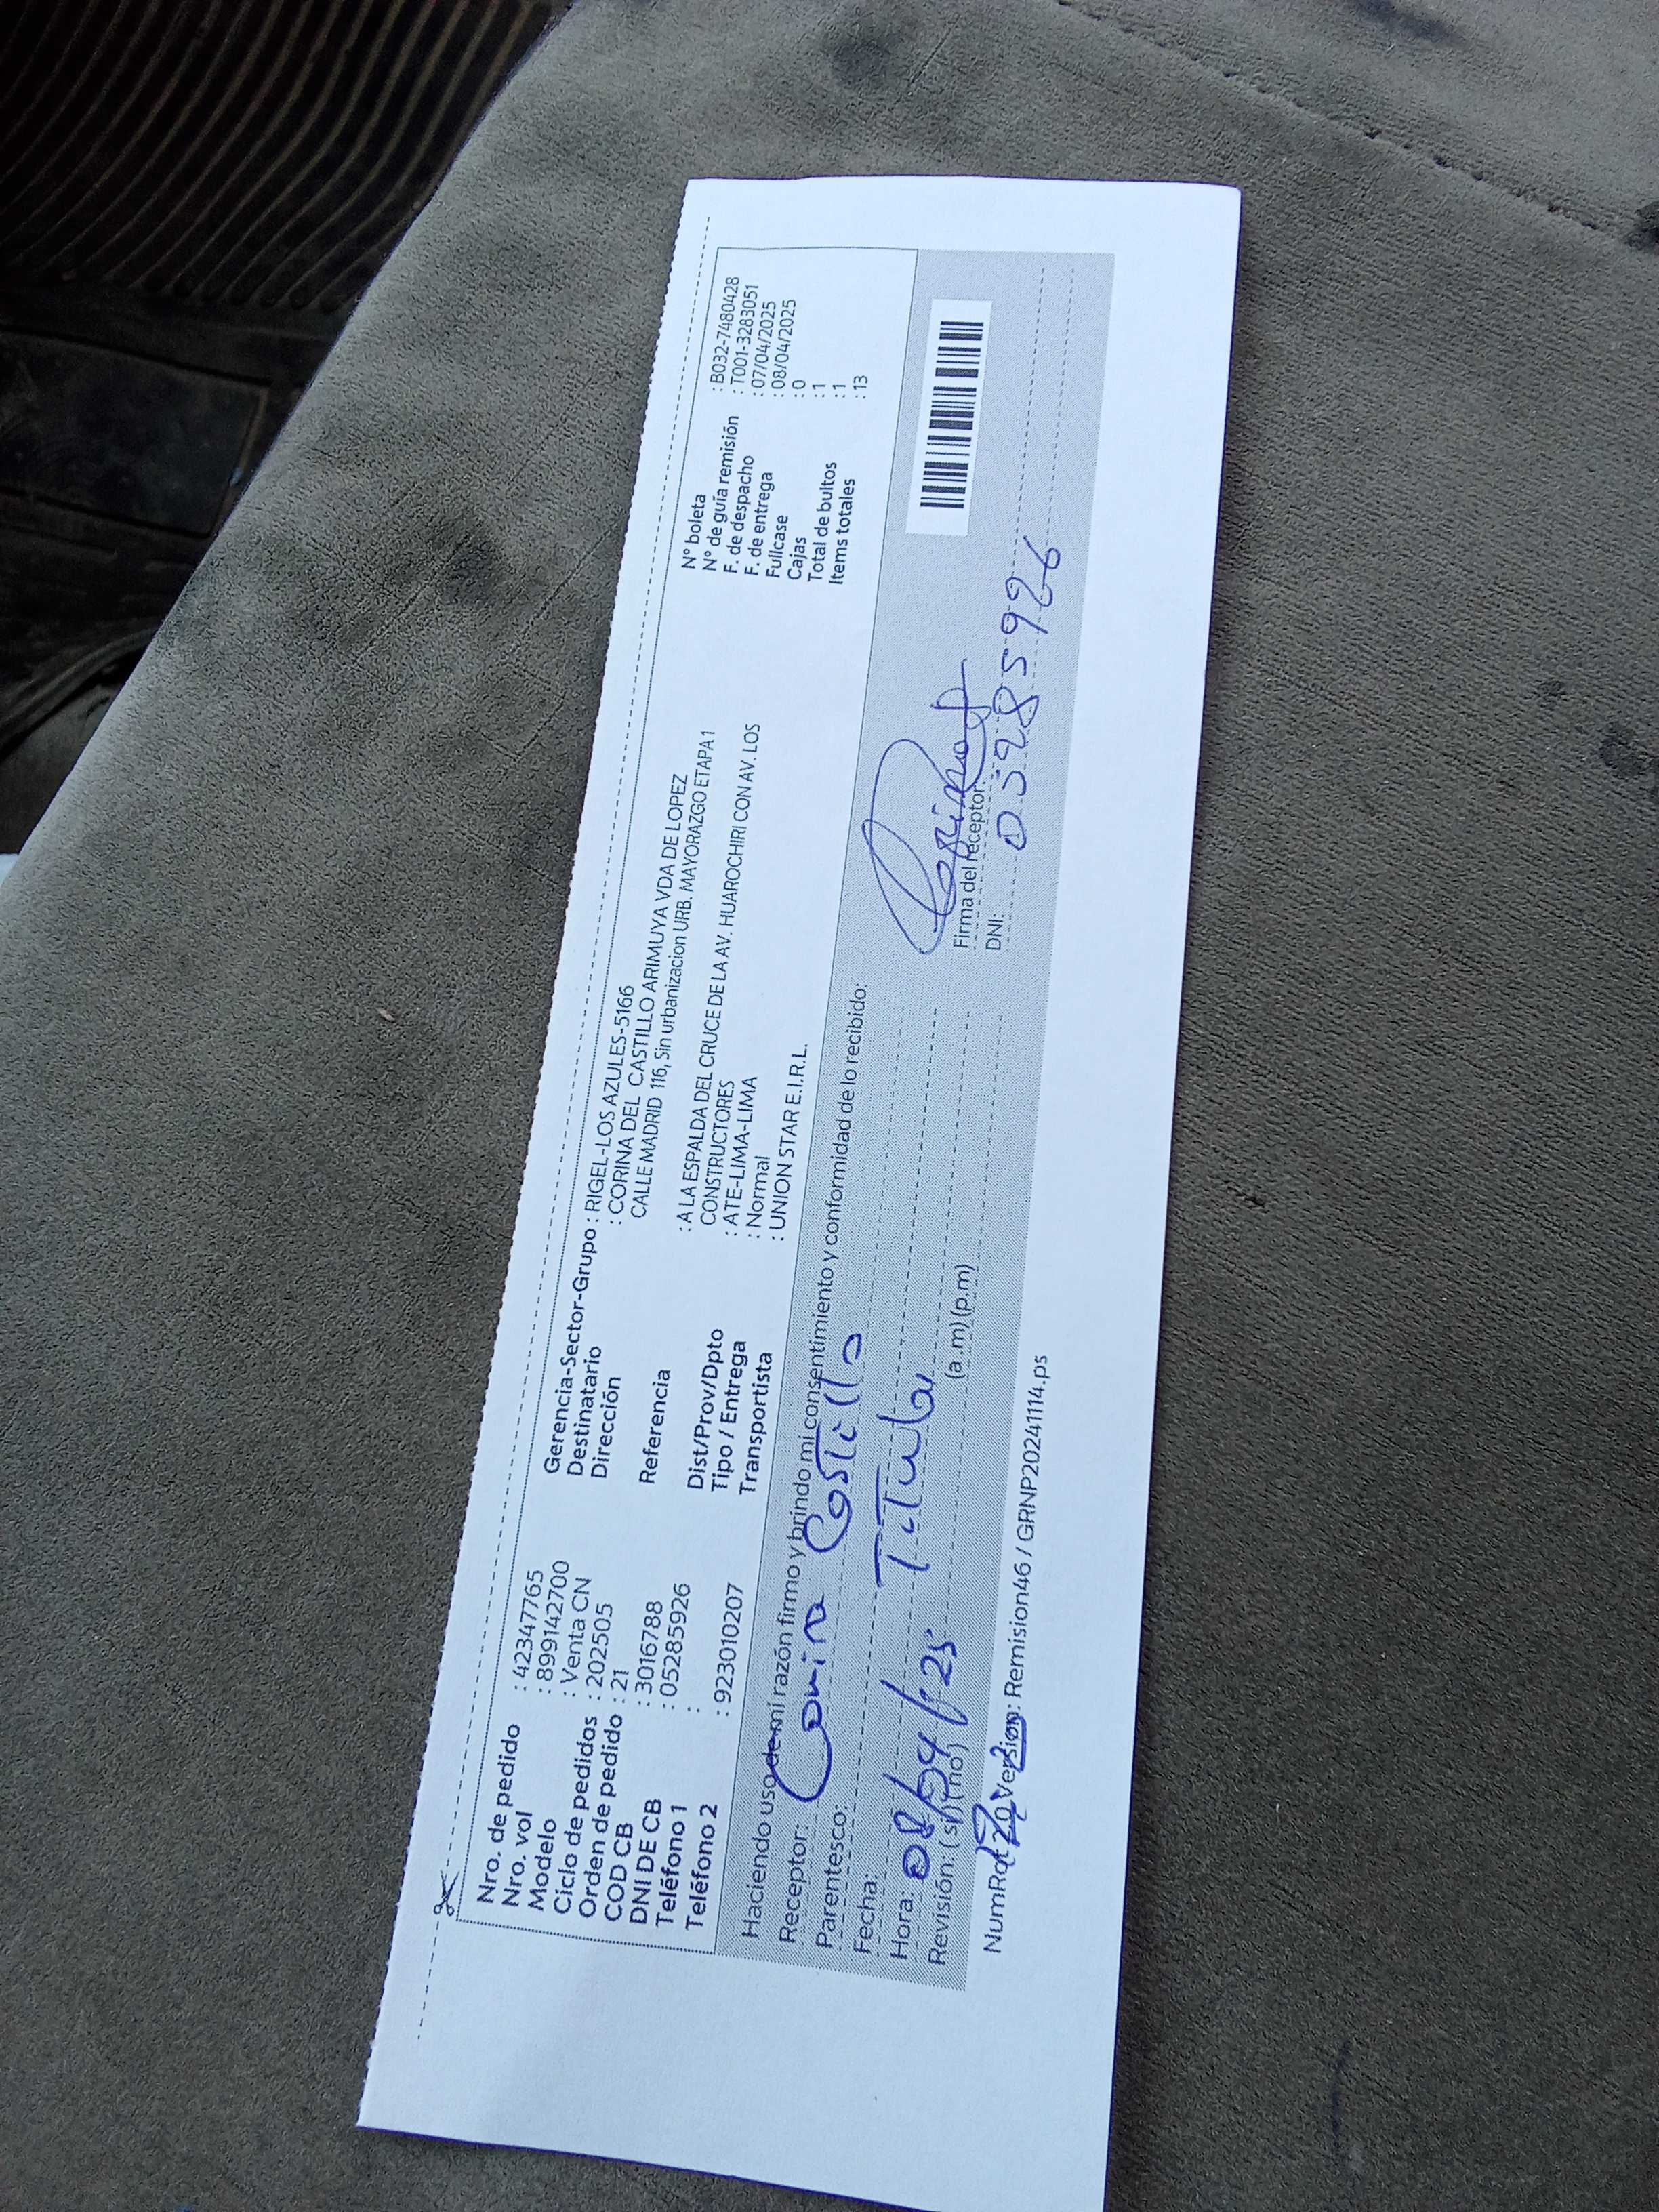 Nro. de pedido : 42347765
Nro. vol : 899142700
Modelo : Venta CN
Ciclo de pedidos : 202505
Orden de pedido : 21
COD CB : 3016788
DNI DE CB : 05285926
Teléfono 1 :
Teléfono 2 : 923010207
Gerencia-Sector-Grupo : RIGEL-LOS AZULES-5166
Destinatario : CORINA DEL CASTILLO ARIMUYA VDA DE LOPEZ
Dirección CALLE MADRID 116, Sin urbanizacion URB. MAYORAZGO ETAPA 1
Referencia : A LA ESPALDA DEL CRUCE DE LA AV. HUAROCHIRI CON AV. LOS
CONSTRUCTORES
Dist/Prov/Dpto : ATE-LIMA-LIMA
Tipo / Entrega : Normal
Transportista : UNION STAR E.I.R.L.
N° boleta : B032-7480428
N° de guía remisión : T001-3283051
F. de despacho : 07/04/2025
F. de entrega : 08/04/2025
Fullcase : 0
Cajas : 1
Total de bultos : 1
Items totales : 13
Haciendo uso de mi razón firmo y brindo mi consentimiento y conformidad de lo recibido:
Receptor: Corina Castillo
Parentesco: Titular
Fecha: 08/04/25
Hora: (a .m) (p.m)
Revisión: ( si) ( no )
Firma del receptor:
DNI: 05285926
Version: Remision46 / GRNP20241114.ps